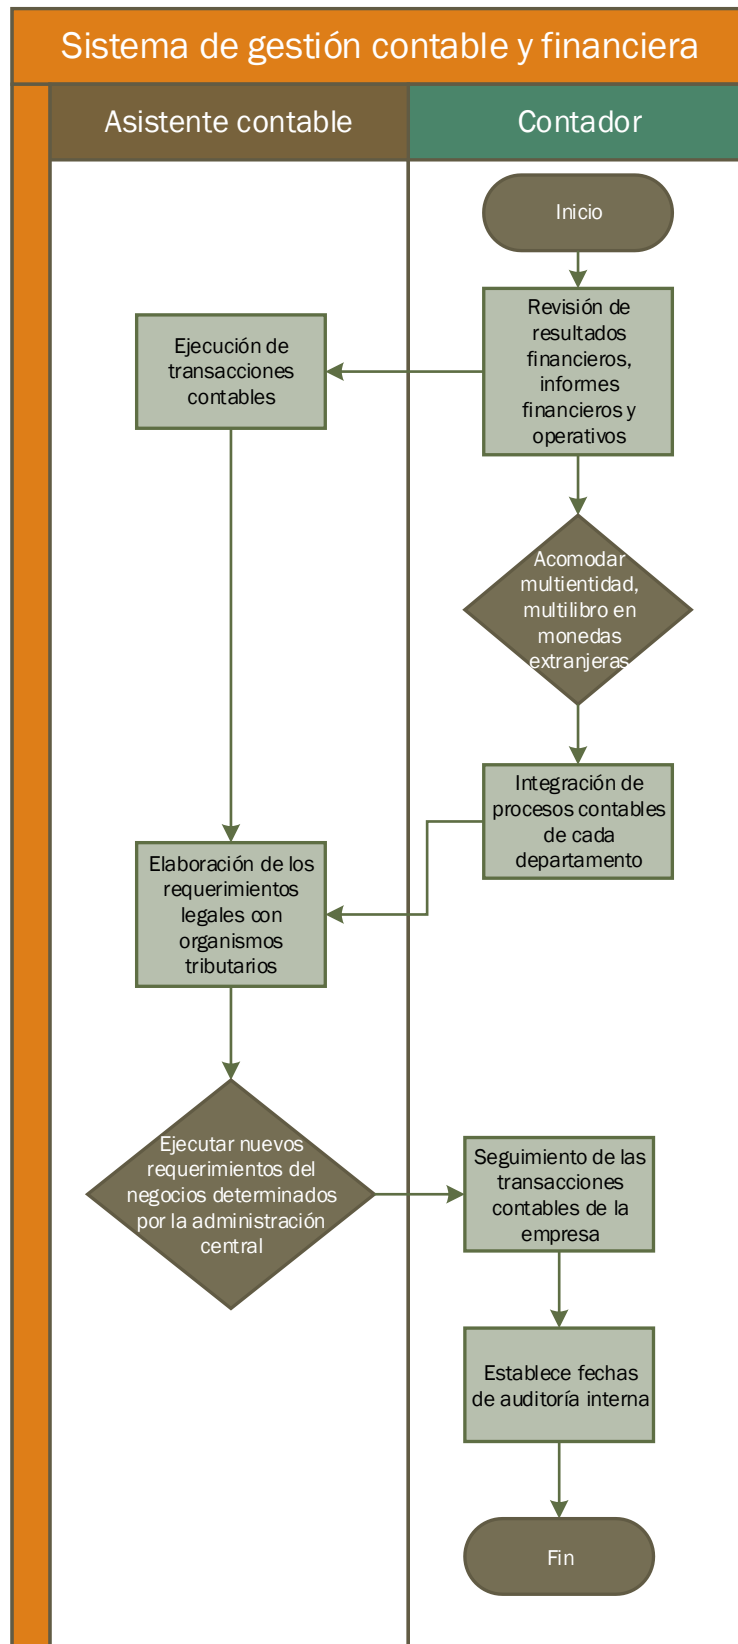 Sistema de gestión contable y financiera
Asistente contable
Contador
Inicio
Revisión de
resultados
financieros,
informes
financieros y
operativos
Ejecución de
transacciones
contables
Acomodar
multientidad,
multilibro en
monedas
extranjeras
Integración de
procesos contables
de cada
departamento
Elaboración de los
requerimientos
legales con
organismos
tributarios
Ejecutar nuevos
requerimientos del
negocios determinados
por la administración
central
Seguimiento de las
transacciones
contables de la
empresa
Establece fechas
de auditoría interna
Fin